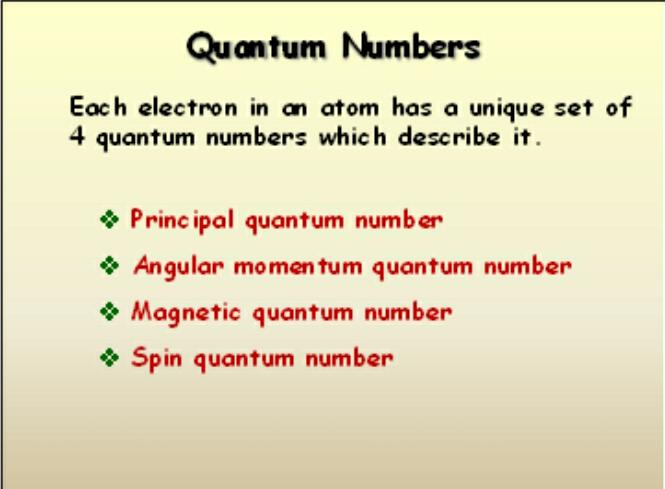 Quantum Numbers
Each electron in an atom has a unique set of
4 quantum numbers which describe it.
Principal quantum number
Angular momentum quantum number
Magnetic quantum number
Spin quantum number